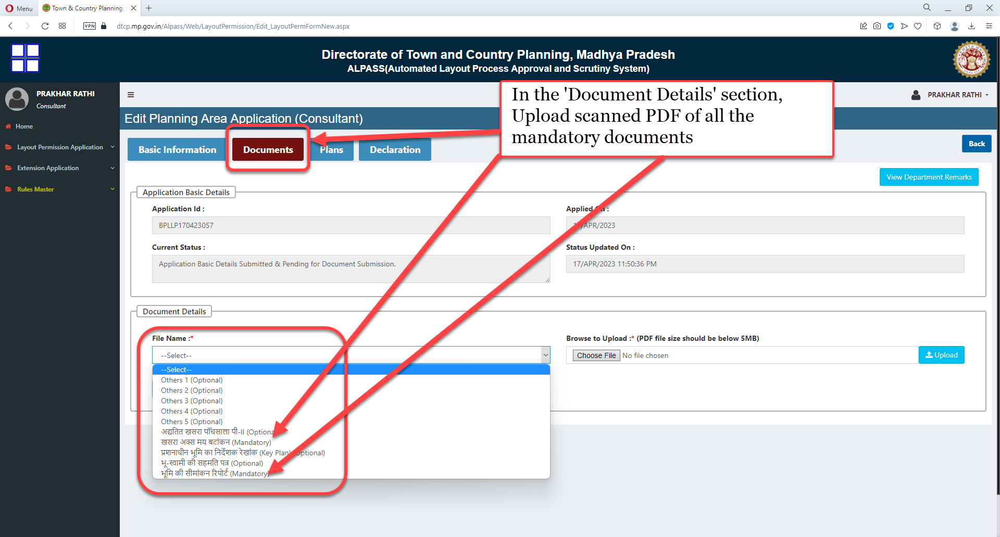 Menu
Town & Country Planning,
VPN
dtcp.mp.gov.in/Alpass/Web/LayoutPermission/Edit_LayoutPermFormNew.aspx
Directorate of Town and Country Planning, Madhya Pradesh
ALPASS(Automated Layout Process Approval and Scrutiny System)
PRAKHAR RATHI
Consultant
Home
Layout Permission Application
Extension Application
Rules Master
PRAKHAR RATHI
In the 'Document Details' section,
Upload scanned PDF of all the
mandatory documents
Edit Planning Area Application (Consultant)
Basic Information
Documents
Plans
Declaration
Back
View Department Remarks
Application Basic Details
Application Id :
BPLLP170423057
Applied :
/APR/2023
Current Status :
Application Basic Details Submitted & Pending for Document Submission.
Status Updated On :
17/APR/2023 11:50:36 PM
Document Details
File Name :*
--Select--
Browse to Upload :* (PDF file size should be below 5MB)
Choose File No file chosen
Upload
--Select--
Others 1 (Optional)
Others 2 (Optional)
Others 3 (Optional)
Others 4 (Optional)
Others 5 (Optional)
अद्यतित खसरा पॉचसाला पी-II
खसरा अक्स मय बटांकन (Mandatory)
प्रशनाधीन भूमि का निर्देशक रेखांक (Key Plan)
भू-स्वामी की सहमति पत्र (Optional)
भूमि की सीमांकन रिपोर्ट (Mandatory)